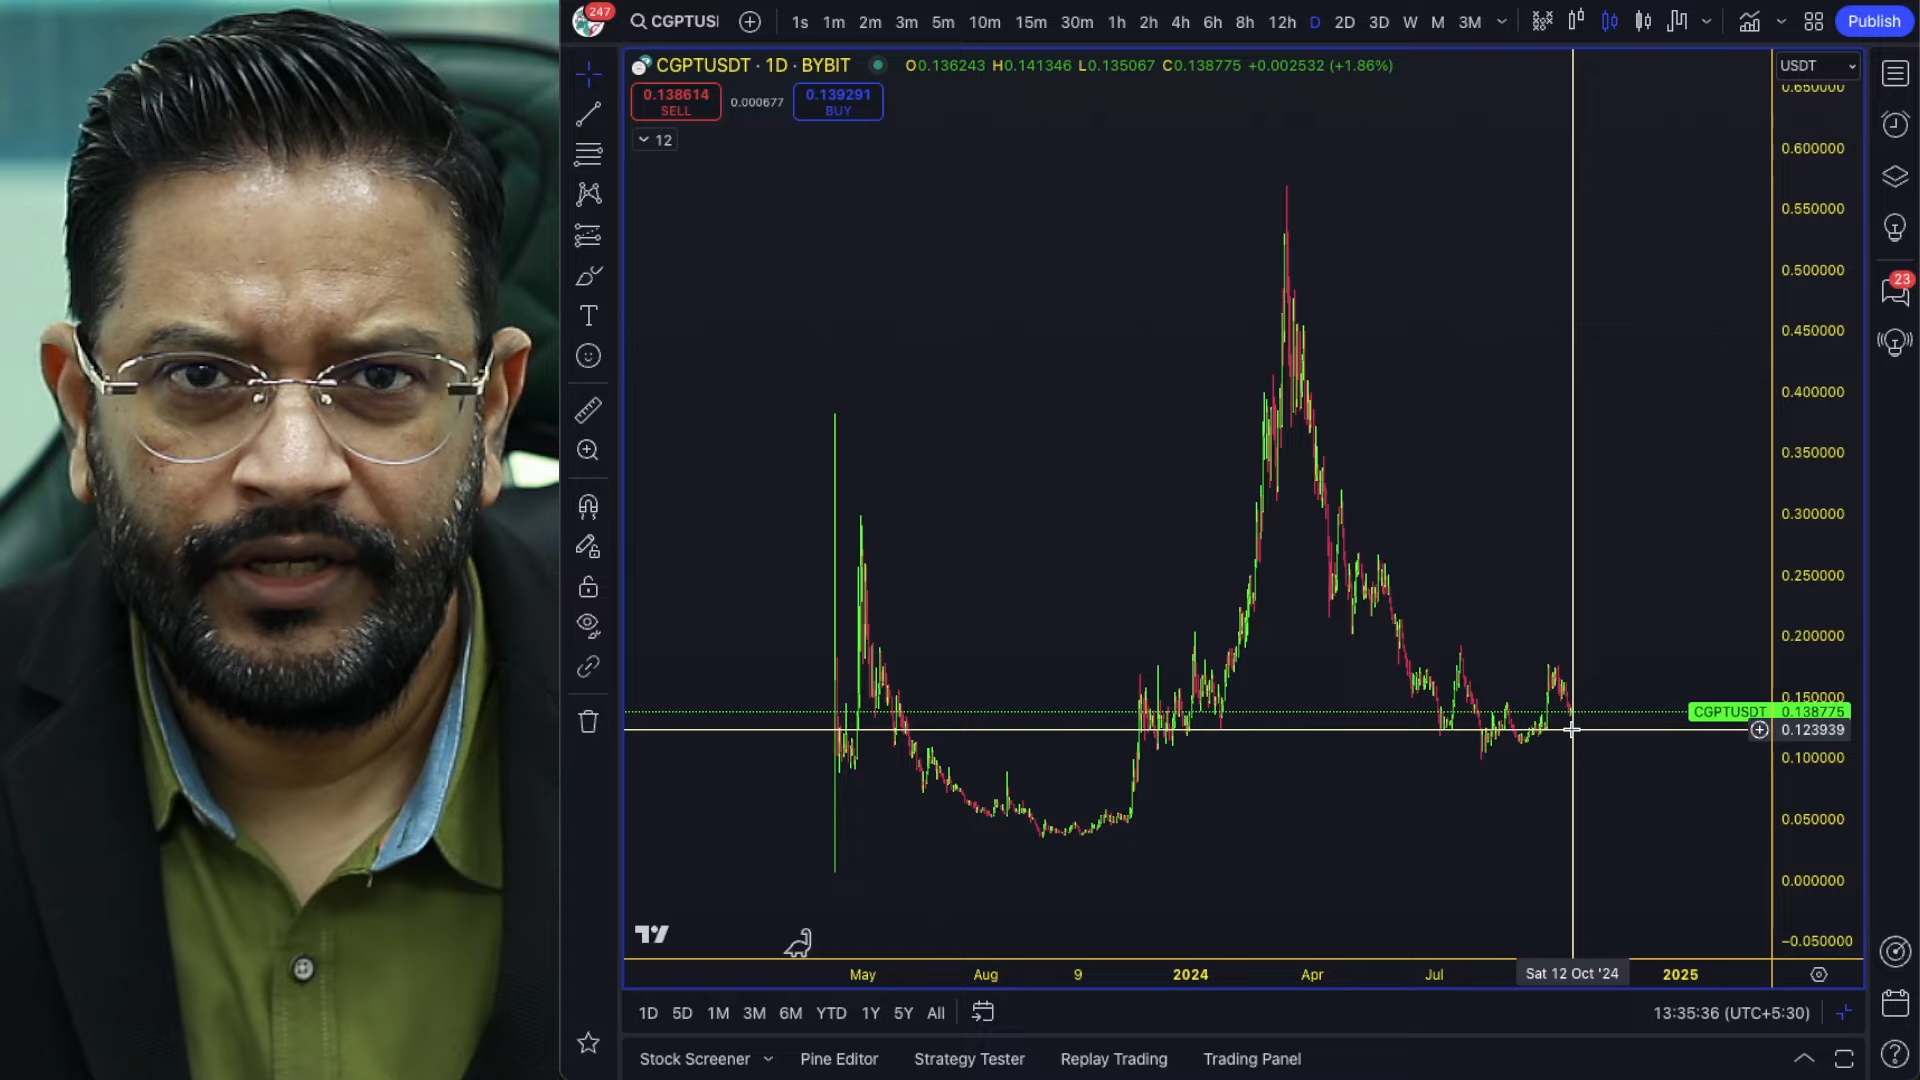 247
CGPTUSI
1s 1m 2m 3m 5m 10m 15m 30m 1h 2h 4h 6h 8h 12h D 2D 3D W M 3M
Publish
CGPTUSDT · 1D · BYBIT O0.136243 H0.141346 L0.135067 C0.138775 +0.002532 (+1.86%)
USDT
0.138614
SELL
0.000677
0.139291
BUY
12
23
0.650000
0.600000
0.550000
0.500000
0.450000
0.400000
0.350000
0.300000
0.250000
0.200000
0.150000
CGPTUSDT 0.138775
0.123939
0.100000
0.050000
0.000000
−0.050000
May Aug 9 2024 Apr Jul Sat 12 Oct '24 2025
1D 5D 1M 3M 6M YTD 1Y 5Y All
13:35:36 (UTC+5:30)
Stock Screener Pine Editor Strategy Tester Replay Trading Trading Panel